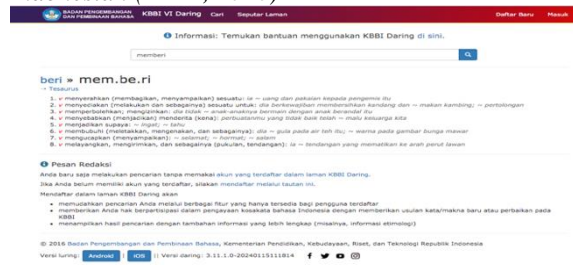 BADAN PENGEMBANGAN
DAN PEMBINAAN BAHASA
KBBI VI Daring Cari Seputar Laman Daftar Baru Masuk
Informasi: Temukan bantuan menggunakan KBBI Daring di sini.
memberi
beri » mem.be.ri
→ Tesaurus
1. v menyerahkan (membagikan, menyampaikan) sesuatu: ia ~ uang dan pakaian kepada pengemis itu
2. v menyediakan (melakukan dan sebagainya) sesuatu untuk: dia berkewajiban membersihkan kandang dan ~ makan kambing; ~ pertolongan
3. v memperbolehkan; mengizinkan: dia tidak ~ anak-anaknya bermain dengan anak berandal itu
4. v menyebabkan (menjadikan) menderita (kena): perbuatanmu yang tidak baik telah ~ malu keluarga kita
5. v menjadikan supaya: ~ ingat; ~ tahu
6. v membubuhi (meletakkan, mengenakan, dan sebagainya): dia ~ gula pada air teh itu; ~ warna pada gambar bunga mawar
7. v mengucapkan (menyampaikan): ~ selamat; ~ hormat; ~ salam
8. v melayangkan, mengirimkan, dan sebagainya (pukulan, tendangan): ia ~ tendangan yang mematikan ke arah perut lawan
Pesan Redaksi
Anda baru saja melakukan pencarian tanpa memakai akun yang terdaftar dalam laman KBBI Daring.
Jika Anda belum memiliki akun yang terdaftar, silakan mendaftar melalui tautan ini.
Mendaftar dalam laman KBBI Daring akan
• memudahkan pencarian Anda melalui berbagai fitur yang hanya tersedia bagi pengguna terdaftar
• memberikan Anda hak berpartisipasi dalam pengayaan kosakata bahasa Indonesia dengan memberikan usulan kata/makna baru atau perbaikan pada
KBBI
• menampilkan hasil pencarian dengan tambahan informasi yang lebih lengkap (misalnya, informasi etimologi)
© 2016 Badan Pengembangan dan Pembinaan Bahasa, Kementerian Pendidikan, Kebudayaan, Riset, dan Teknologi Republik Indonesia
Versi luring: Android | iOS || Versi daring: 3.11.1.0-20240115111814